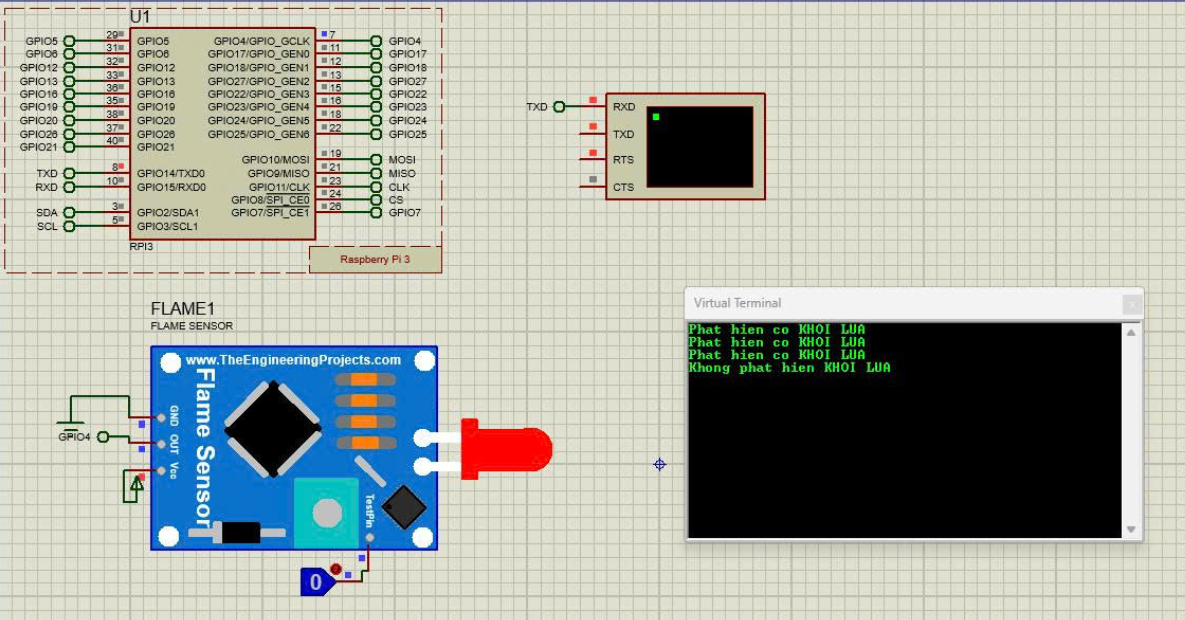 U1
GPIO5 29 GPIO5 GPIO4/GPIO_GCLK 7 GPIO4
GPIO6 31 GPIO6 GPIO17/GPIO_GEN0 11 GPIO17
GPIO12 32 GPIO12 GPIO18/GPIO_GEN1 12 GPIO18
GPIO13 33 GPIO13 GPIO27/GPIO_GEN2 13 GPIO27
GPIO16 36 GPIO16 GPIO22/GPIO_GEN3 15 GPIO22
GPIO19 35 GPIO19 GPIO23/GPIO_GEN4 16 GPIO23
GPIO20 38 GPIO20 GPIO24/GPIO_GEN5 18 GPIO24
GPIO26 37 GPIO26 GPIO25/GPIO_GEN6 22 GPIO25
GPIO21 40 GPIO21
GPIO10/MOSI 19 MOSI
TXD 8 GPIO14/TXD0 GPIO9/MISO 21 MISO
RXD 10 GPIO15/RXD0 GPIO11/CLK 23 CLK
GPIO8/SPI_CE0 24 CS
SDA 3 GPIO2/SDA1 GPIO7/SPI_CE1 26 GPIO7
SCL 5 GPIO3/SCL1
RPI3
Raspberry Pi 3
TXD RXD
TXD
RTS
CTS
FLAME1
FLAME SENSOR
www.TheEngineeringProjects.com
Flame Sensor
GND
GPIO4 OUT
Vcc
TestPin
0
Virtual Terminal
Phat hien co KHOI LUA
Phat hien co KHOI LUA
Phat hien co KHOI LUA
Khong phat hien KHOI LUA